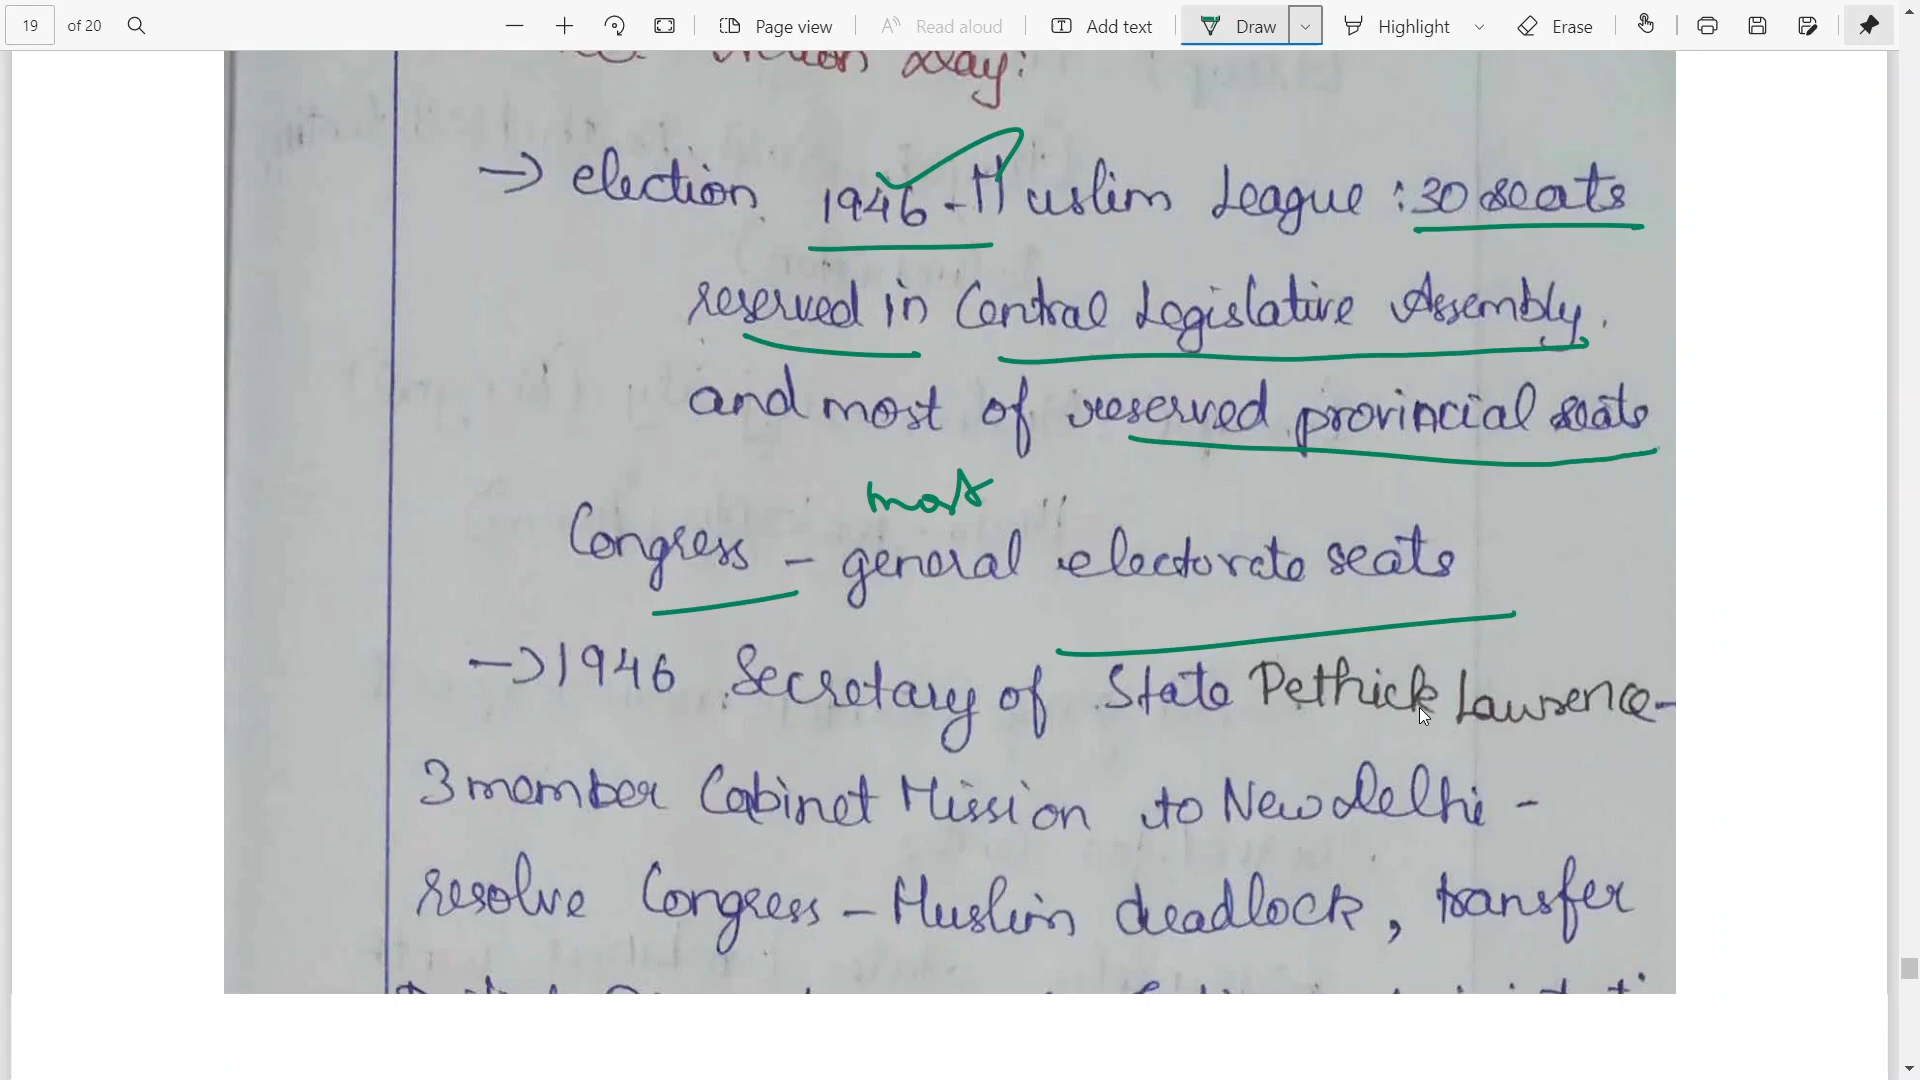 19 of 20 Page view Read aloud Add text Draw Highlight Erase
Action Day:
→ election 1946 - Muslim League : 30 seats
reserved in Central Legislative Assembly.
and most of reserved provincial seats
most
Congress - general electorate seats
→ 1946 Secretary of State Pethick Lawrence -
3 member Cabinet Mission to New Delhi -
resolve Congress - Muslim deadlock, transfer